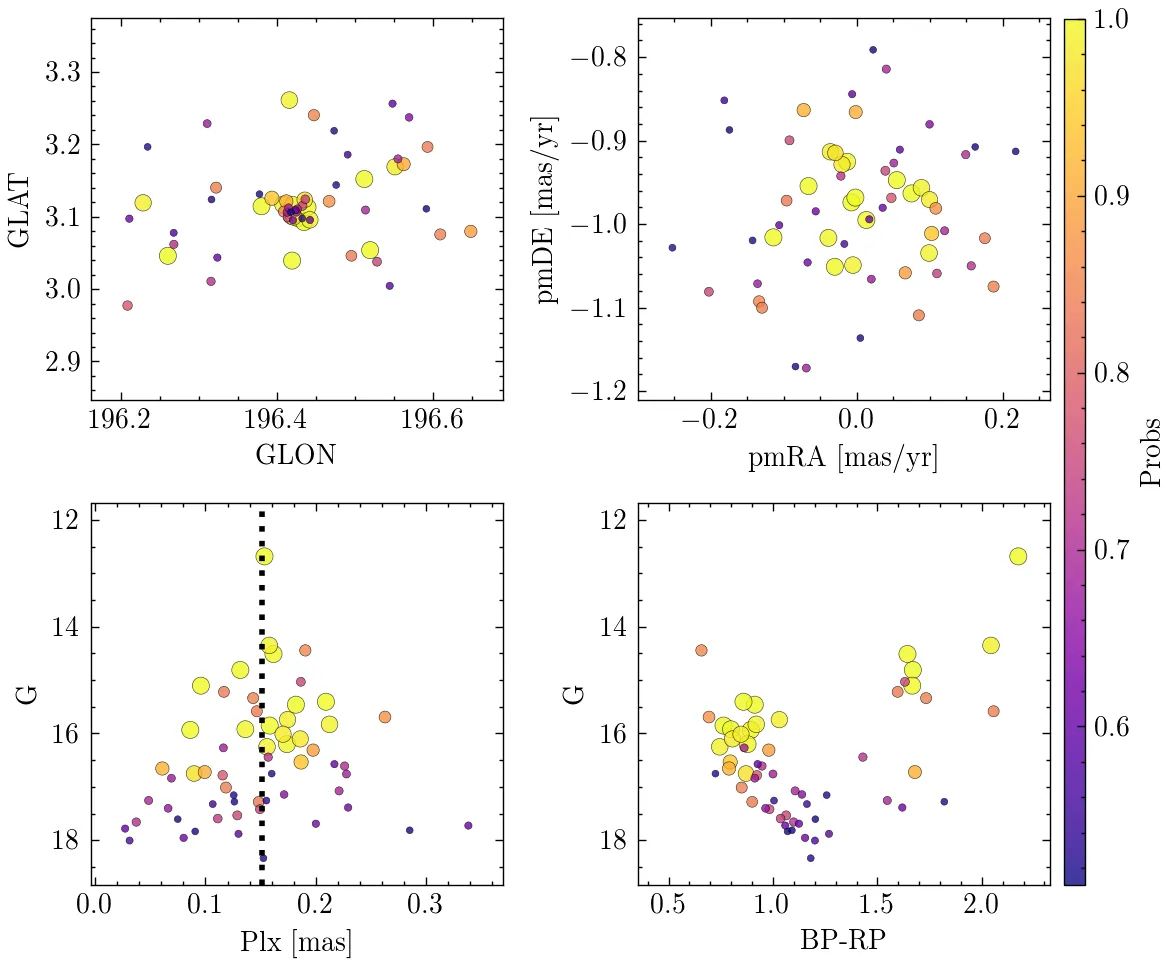 3.3
3.2
3.1
3.0
2.9
GLAT
196.2 196.4 196.6
GLON
−0.8
−0.9
−1.0
−1.1
−1.2
pmDE [mas/yr]
−0.2 0.0 0.2
pmRA [mas/yr]
12
14
16
18
G
0.0 0.1 0.2 0.3
Plx [mas]
12
14
16
18
G
0.5 1.0 1.5 2.0
BP-RP
1.0
0.9
0.8
0.7
0.6
Probs